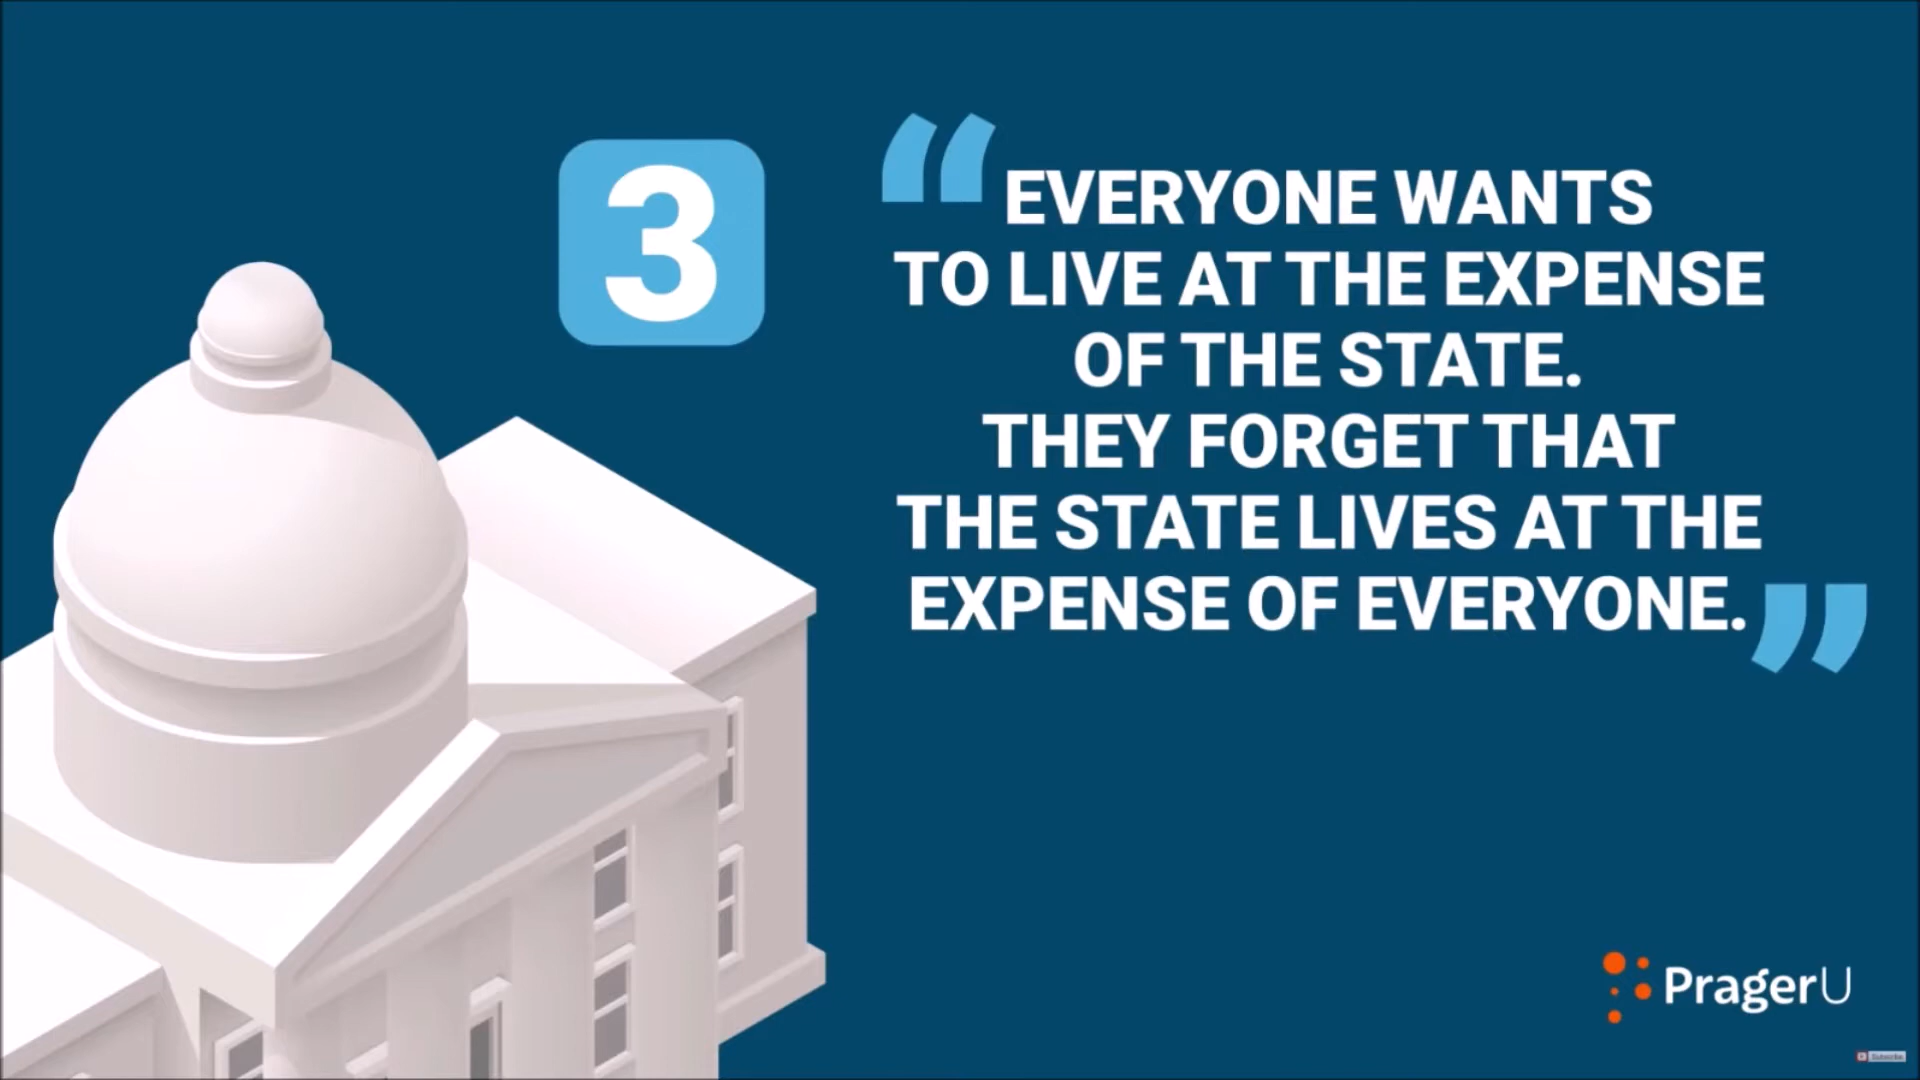 3
“EVERYONE WANTS
TO LIVE AT THE EXPENSE
OF THE STATE.
THEY FORGET THAT
THE STATE LIVES AT THE
EXPENSE OF EVERYONE.”
PragerU
Subscribe